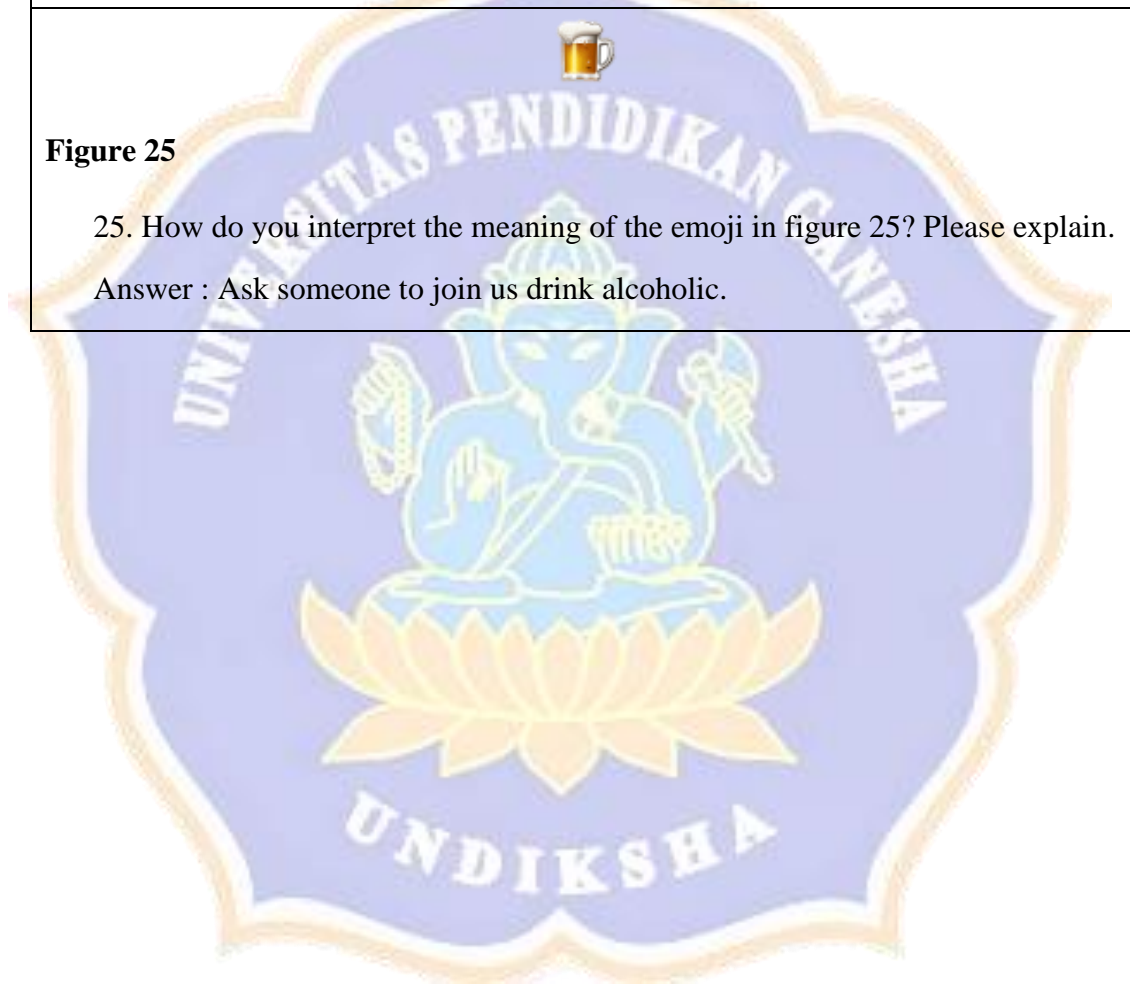 Figure 25
25. How do you interpret the meaning of the emoji in figure 25? Please explain.
Answer : Ask someone to join us drink alcoholic.
UNIVERSITAS PENDIDIKAN GANESHA
UNDIKSHA